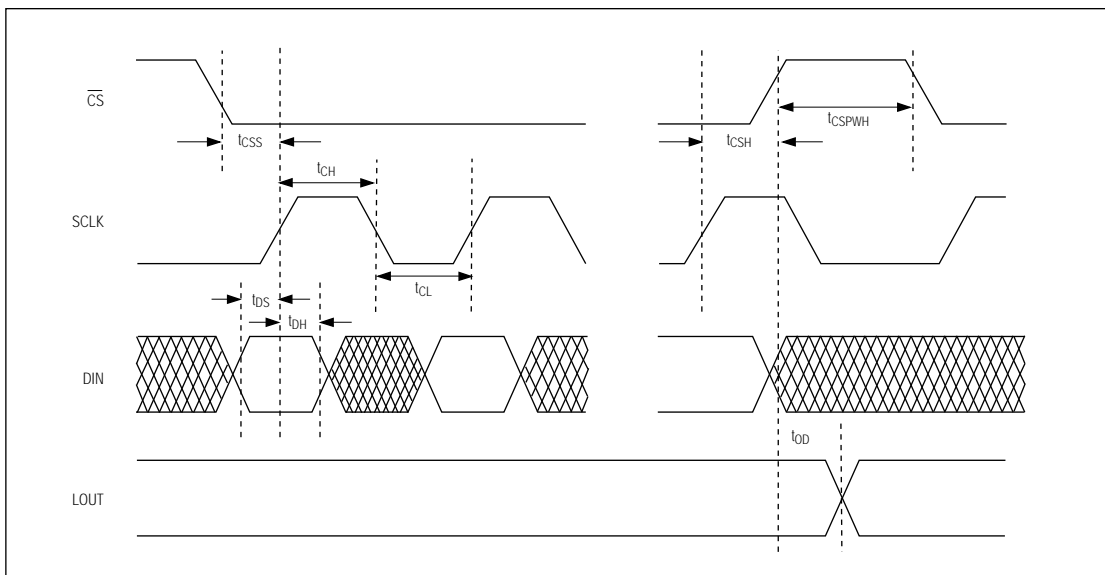 CS
tCSS
tCSH
tCSPWH
tCH
SCLK
tCL
tDS
tDH
DIN
tOD
LOUT